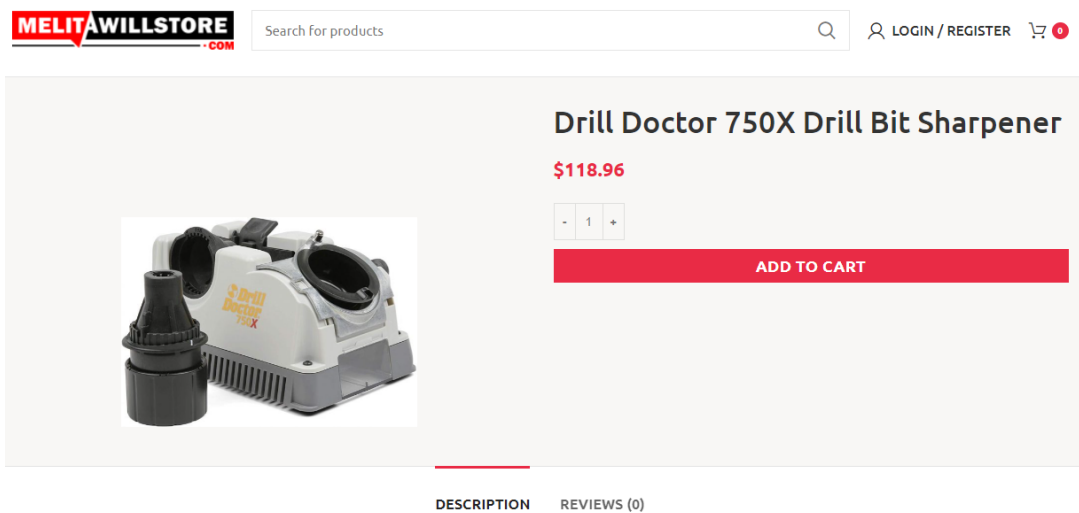 MELITAWILLSTORE
.COM
Search for products
LOGIN / REGISTER
0
Drill Doctor 750X Drill Bit Sharpener
$118.96
- 1 +
ADD TO CART
Drill
Doctor
750X
DESCRIPTION
REVIEWS (0)